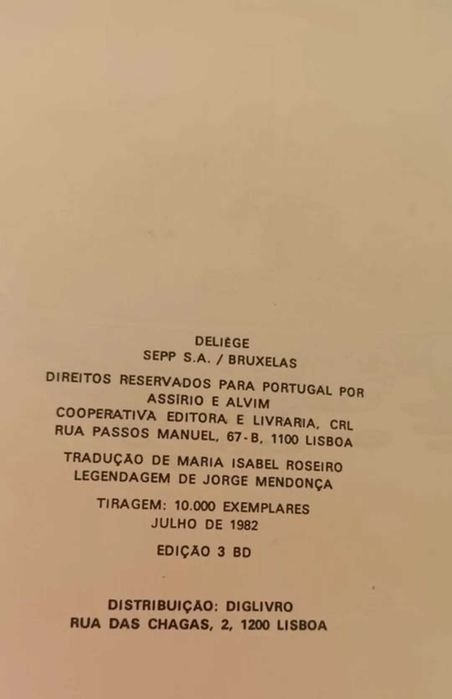 DELIÈGE
SEPP S.A. / BRUXELAS
DIREITOS RESERVADOS PARA PORTUGAL POR
ASSÍRIO E ALVIM
COOPERATIVA EDITORA E LIVRARIA, CRL
RUA PASSOS MANUEL, 67-B, 1100 LISBOA
TRADUÇÃO DE MARIA ISABEL ROSEIRO
LEGENDAGEM DE JORGE MENDONÇA
TIRAGEM: 10.000 EXEMPLARES
JULHO DE 1982
EDIÇÃO 3 BD
DISTRIBUIÇÃO: DIGLIVRO
RUA DAS CHAGAS, 2, 1200 LISBOA